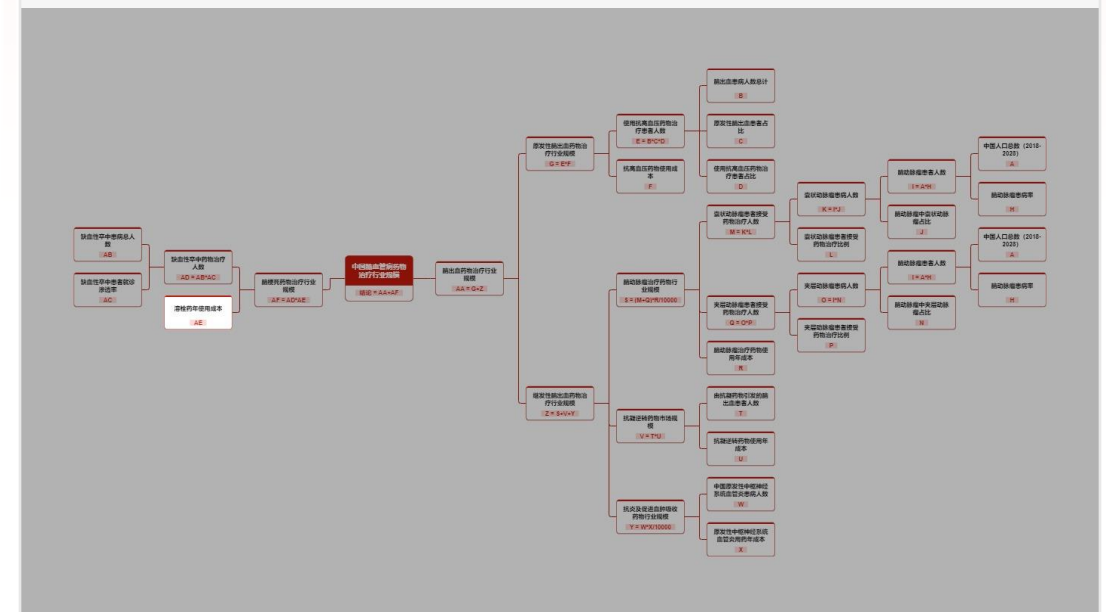 缺血性卒中患病总人
数
AB
缺血性卒中患者就诊
渗透率
AC
缺血性卒中药物治疗
人数
AD = AB*AC
溶栓药年使用成本
AE
脑梗死药物治疗行业
规模
AF = AD*AE
中国脑血管病药物
治疗行业规模
结论 = AA+AF
脑出血药物治疗行业
规模
AA = G+Z
原发性脑出血药物治
疗行业规模
G = E*F
使用抗高血压药物治
疗患者人数
E = B*C*D
抗高血压药物使用成
本
F
脑出血患病人数总计
B
原发性脑出血患者占
比
C
使用抗高血压药物治
疗患者占比
D
继发性脑出血药物治
疗行业规模
Z = S+V+Y
脑动脉瘤治疗药物行
业规模
S = (M+Q)*R/10000
囊状动脉瘤患者接受
药物治疗人数
M = K*L
囊状动脉瘤患病人数
K = I*J
囊状动脉瘤患者接受
药物治疗比例
L
脑动脉瘤患者人数
I = A*H
脑动脉瘤中囊状动脉
瘤占比
J
中国人口总数（2018-
2028）
A
脑动脉瘤患病率
H
夹层动脉瘤患者接受
药物治疗人数
Q = O*P
夹层动脉瘤患病人数
O = I*N
夹层动脉瘤患者接受
药物治疗比例
P
脑动脉瘤患者人数
I = A*H
脑动脉瘤中夹层动脉
瘤占比
N
中国人口总数（2018-
2028）
A
脑动脉瘤患病率
H
脑动脉瘤治疗药物使
用年成本
R
抗凝逆转药物市场规
模
V = T*U
由抗凝药物引发的脑
出血患者人数
T
抗凝逆转药物使用年
成本
U
抗炎及促进血肿吸收
药物行业规模
Y = W*X/10000
中国原发性中枢神经
系统血管炎患病人数
W
原发性中枢神经系统
血管炎用药年成本
X